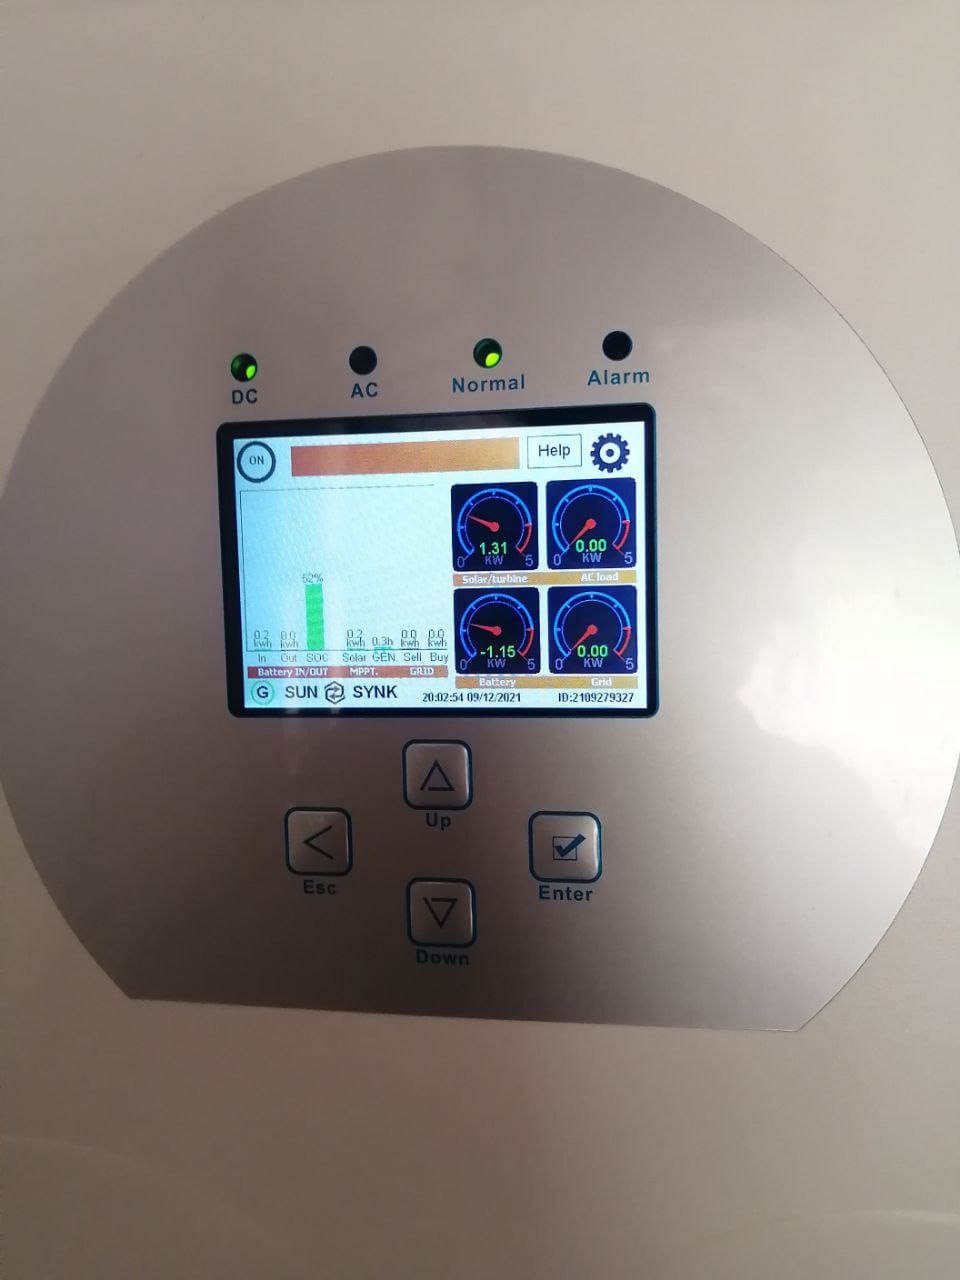 DC AC Normal Alarm
ON
Help
52%
0.2 kwh 0.0 kwh 0.2 kwh 0.3h 0.0 kwh 0.0 kwh
In Out SOC Solar GEN Sell Buy
Battery IN/OUT MPPT. GRID
1.31 KW 0 5
0.00 KW 0 5
Solar/turbine AC load
-1.15 KW 0 5
0.00 KW 0 5
Battery Grid
G SUN SYNK 20:02:54 09/12/2021 ID:2109279327
Up
Esc
Enter
Down